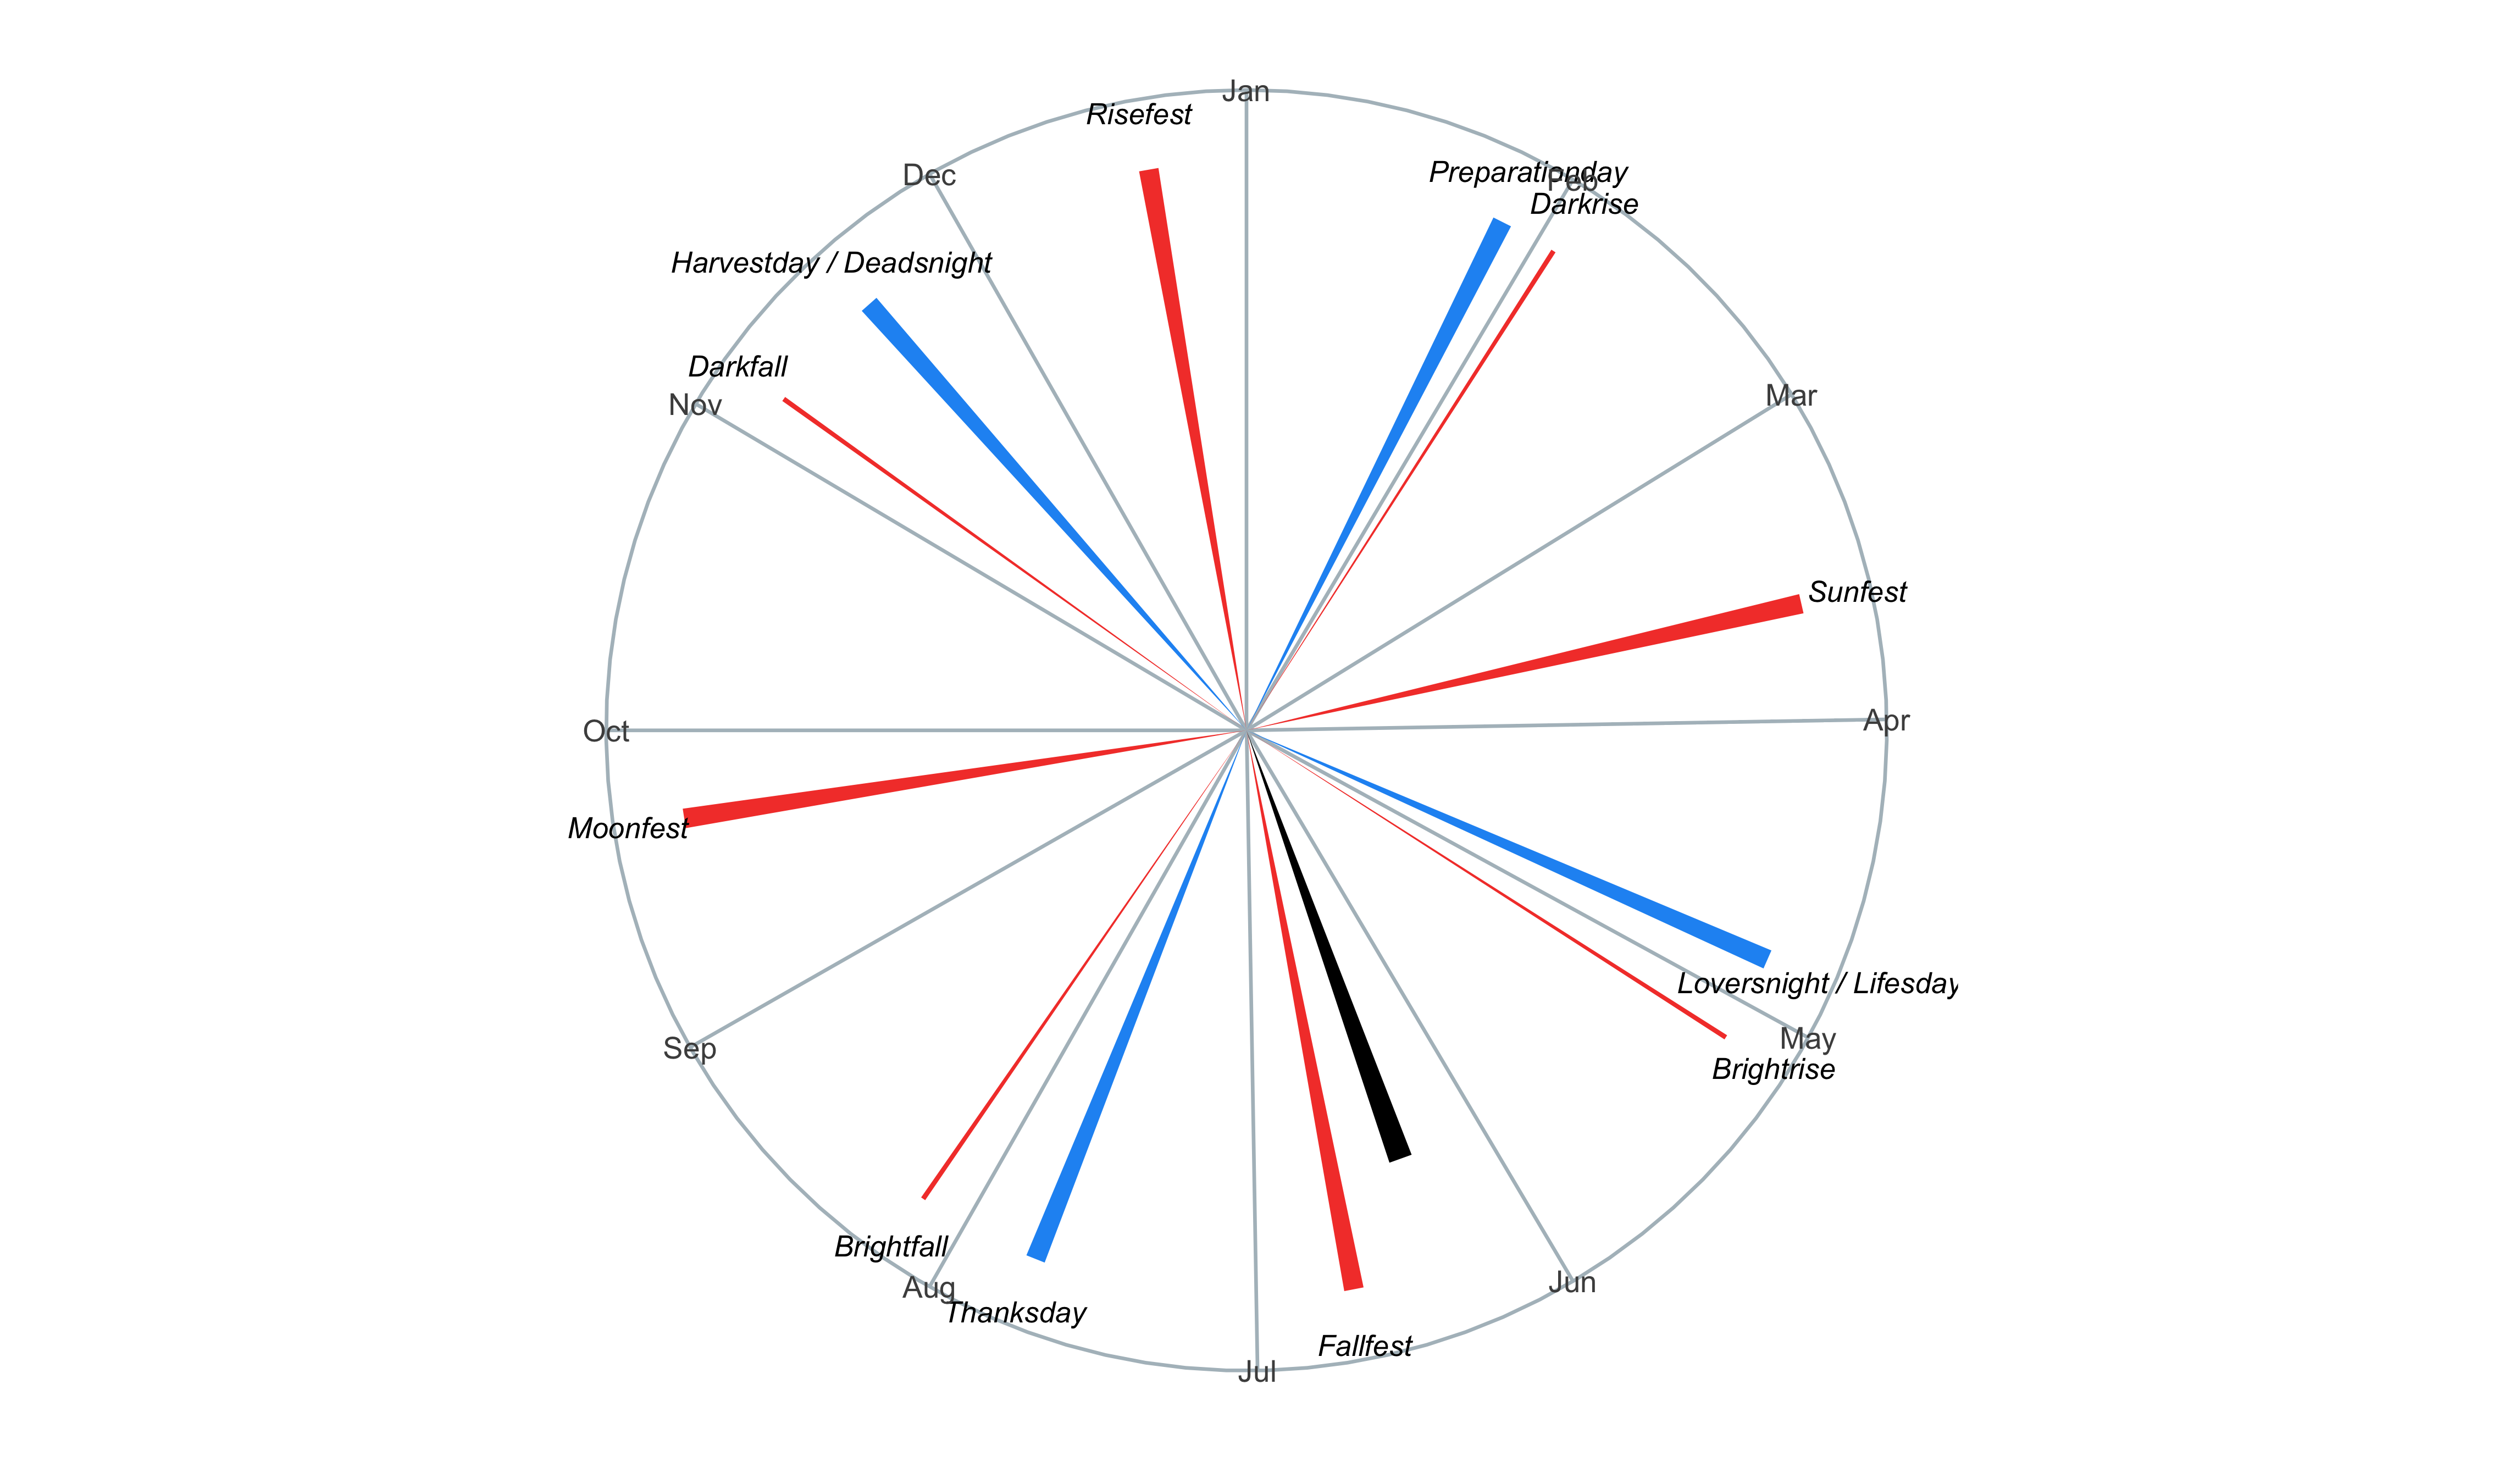 Jan
Risefest
Preparationday
Feb
Dec
Darkrise
Harvestday / Deadsnight
Darkfall
Mar
Nov
Sunfest
Apr
Oct
Moonfest
Loversnight / Lifesday
May
Sep
Brightrise
Brightfall
Jun
Aug
Thanksday
Fallfest
Jul